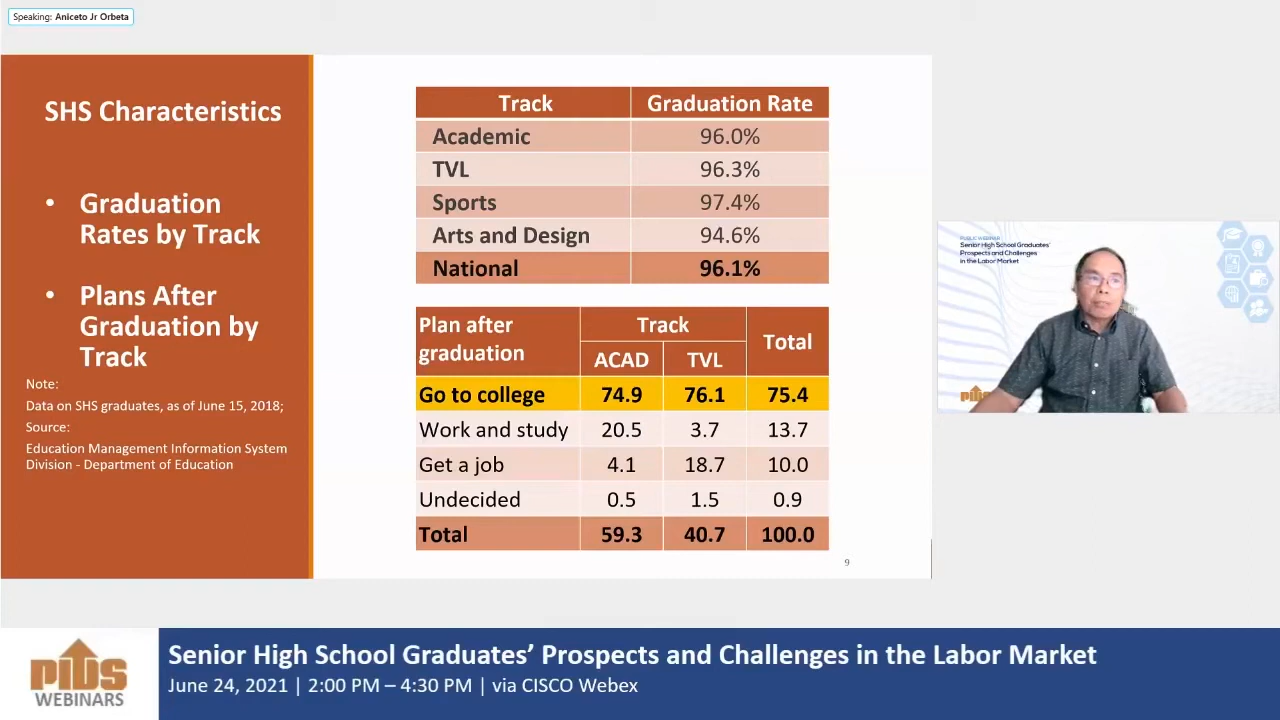 Speaking: Aniceto Jr Orbeta
SHS Characteristics
• Graduation
Rates by Track
• Plans After
Graduation by
Track
Note:
Data on SHS graduates, as of June 15, 2018;
Source:
Education Management Information System
Division - Department of Education
Track Graduation Rate
Academic 96.0%
TVL 96.3%
Sports 97.4%
Arts and Design 94.6%
National 96.1%
Plan after
graduation
Track
Total
ACAD TVL
Go to college 74.9 76.1 75.4
Work and study 20.5 3.7 13.7
Get a job 4.1 18.7 10.0
Undecided 0.5 1.5 0.9
Total 59.3 40.7 100.0
9
PUBLIC WEBINAR
Senior High School Graduates'
Prospects and Challenges
in the Labor Market
pids
WEBINARS
Senior High School Graduates’ Prospects and Challenges in the Labor Market
June 24, 2021 | 2:00 PM – 4:30 PM | via CISCO Webex